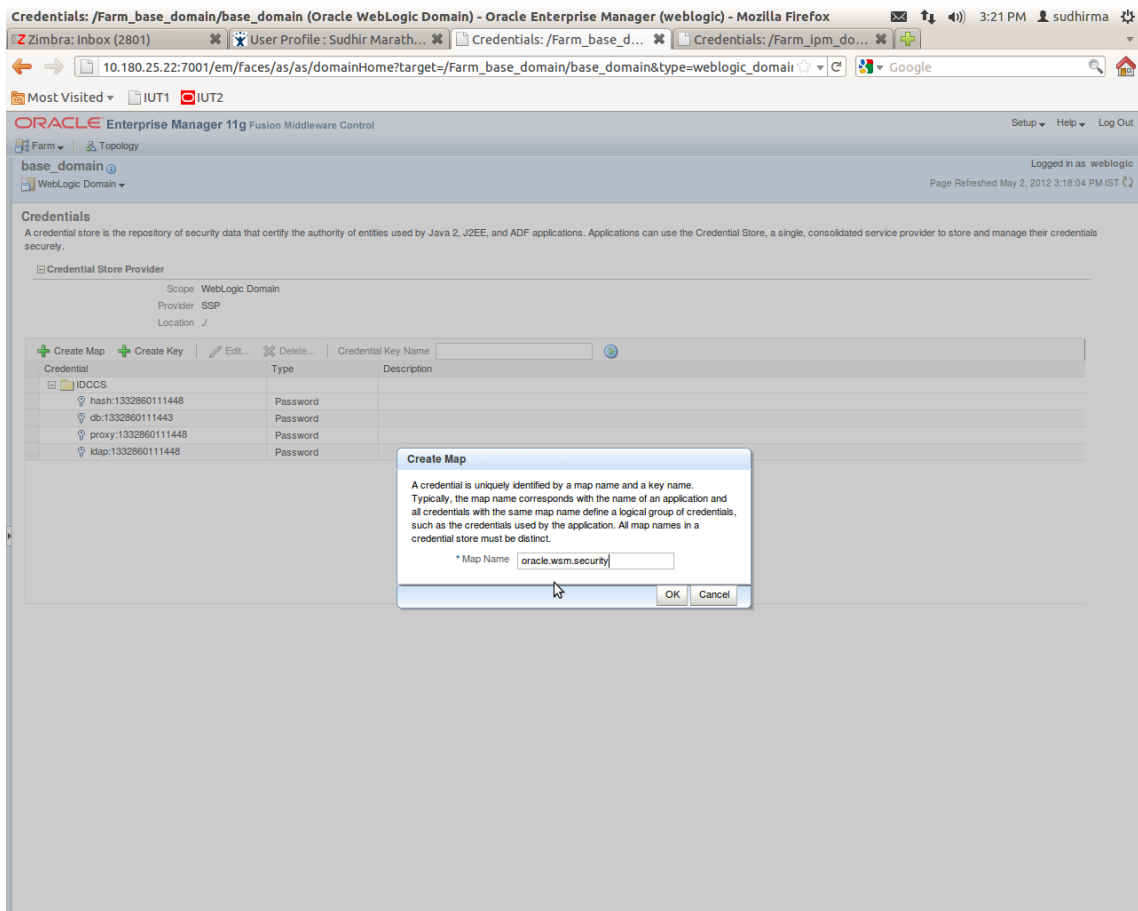 Credentials: /Farm_base_domain/base_domain (Oracle WebLogic Domain) - Oracle Enterprise Manager (weblogic) - Mozilla Firefox 3:21 PM sudhirma
Zimbra: Inbox (2801) User Profile : Sudhir Marath... Credentials: /Farm_base_d... Credentials: /Farm_ipm_do...
10.180.25.22:7001/em/faces/as/as/domainHome?target=/Farm_base_domain/base_domain&type=weblogic_domain Google
Most Visited IUT1 IUT2
ORACLE Enterprise Manager 11g Fusion Middleware Control Setup Help Log Out
Farm Topology
base_domain Logged in as weblogic
WebLogic Domain Page Refreshed May 2, 2012 3:18:04 PM IST
Credentials
A credential store is the repository of security data that certify the authority of entities used by Java 2, J2EE, and ADF applications. Applications can use the Credential Store, a single, consolidated service provider to store and manage their credentials
securely.
Credential Store Provider
Scope WebLogic Domain
Provider SSP
Location ./
Create Map Create Key Edit... Delete... Credential Key Name
Credential Type Description
IDCCS
hash:1332860111448 Password
db:1332860111443 Password
proxy:1332860111448 Password
ldap:1332860111448 Password
Create Map
A credential is uniquely identified by a map name and a key name.
Typically, the map name corresponds with the name of an application and
all credentials with the same map name define a logical group of credentials,
such as the credentials used by the application. All map names in a
credential store must be distinct.
* Map Name oracle.wsm.security
OK Cancel